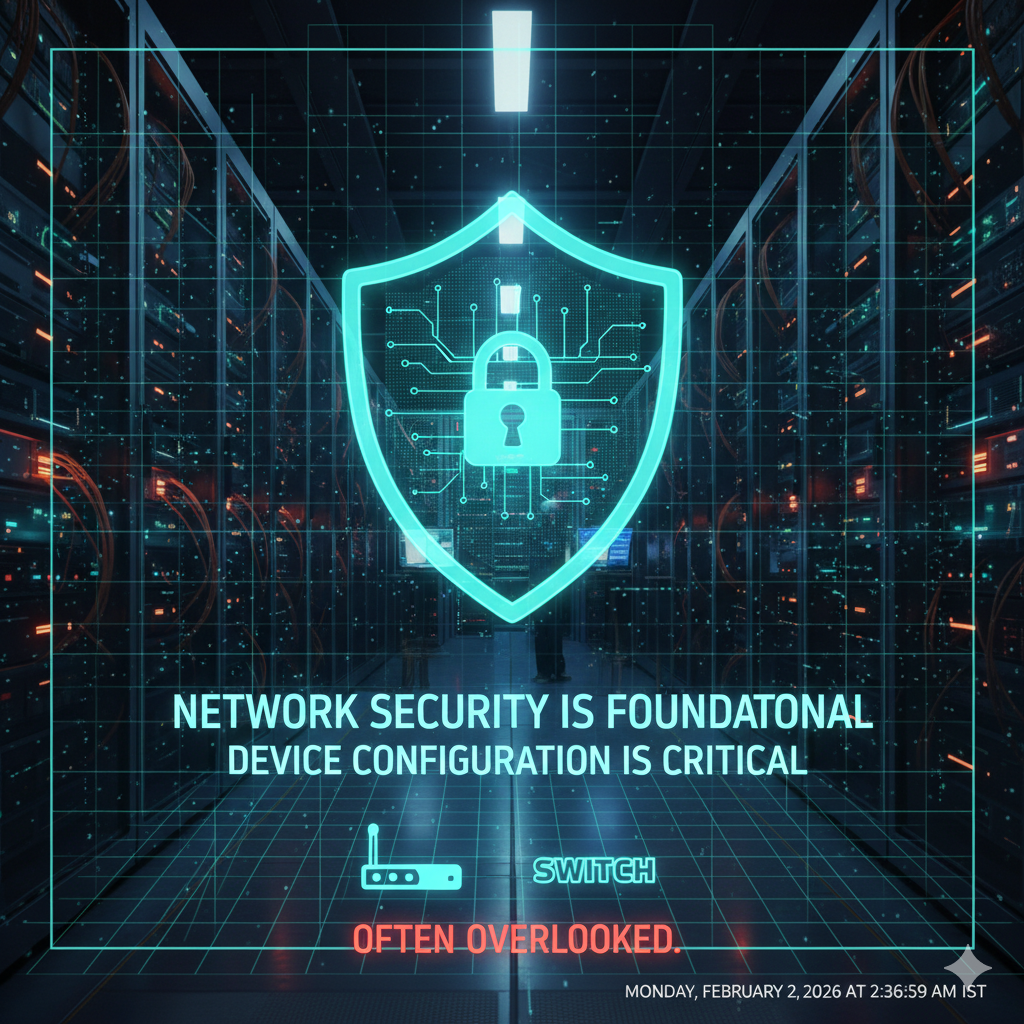 NETWORK SECURITY IS FOUNDATONAL
DEVICE CONFIGURATION IS CRITICAL
SWITCH
OFTEN OVERLOOKED.
MONDAY, FEBRUARY 2, 2026 AT 2:36:59 AM IST